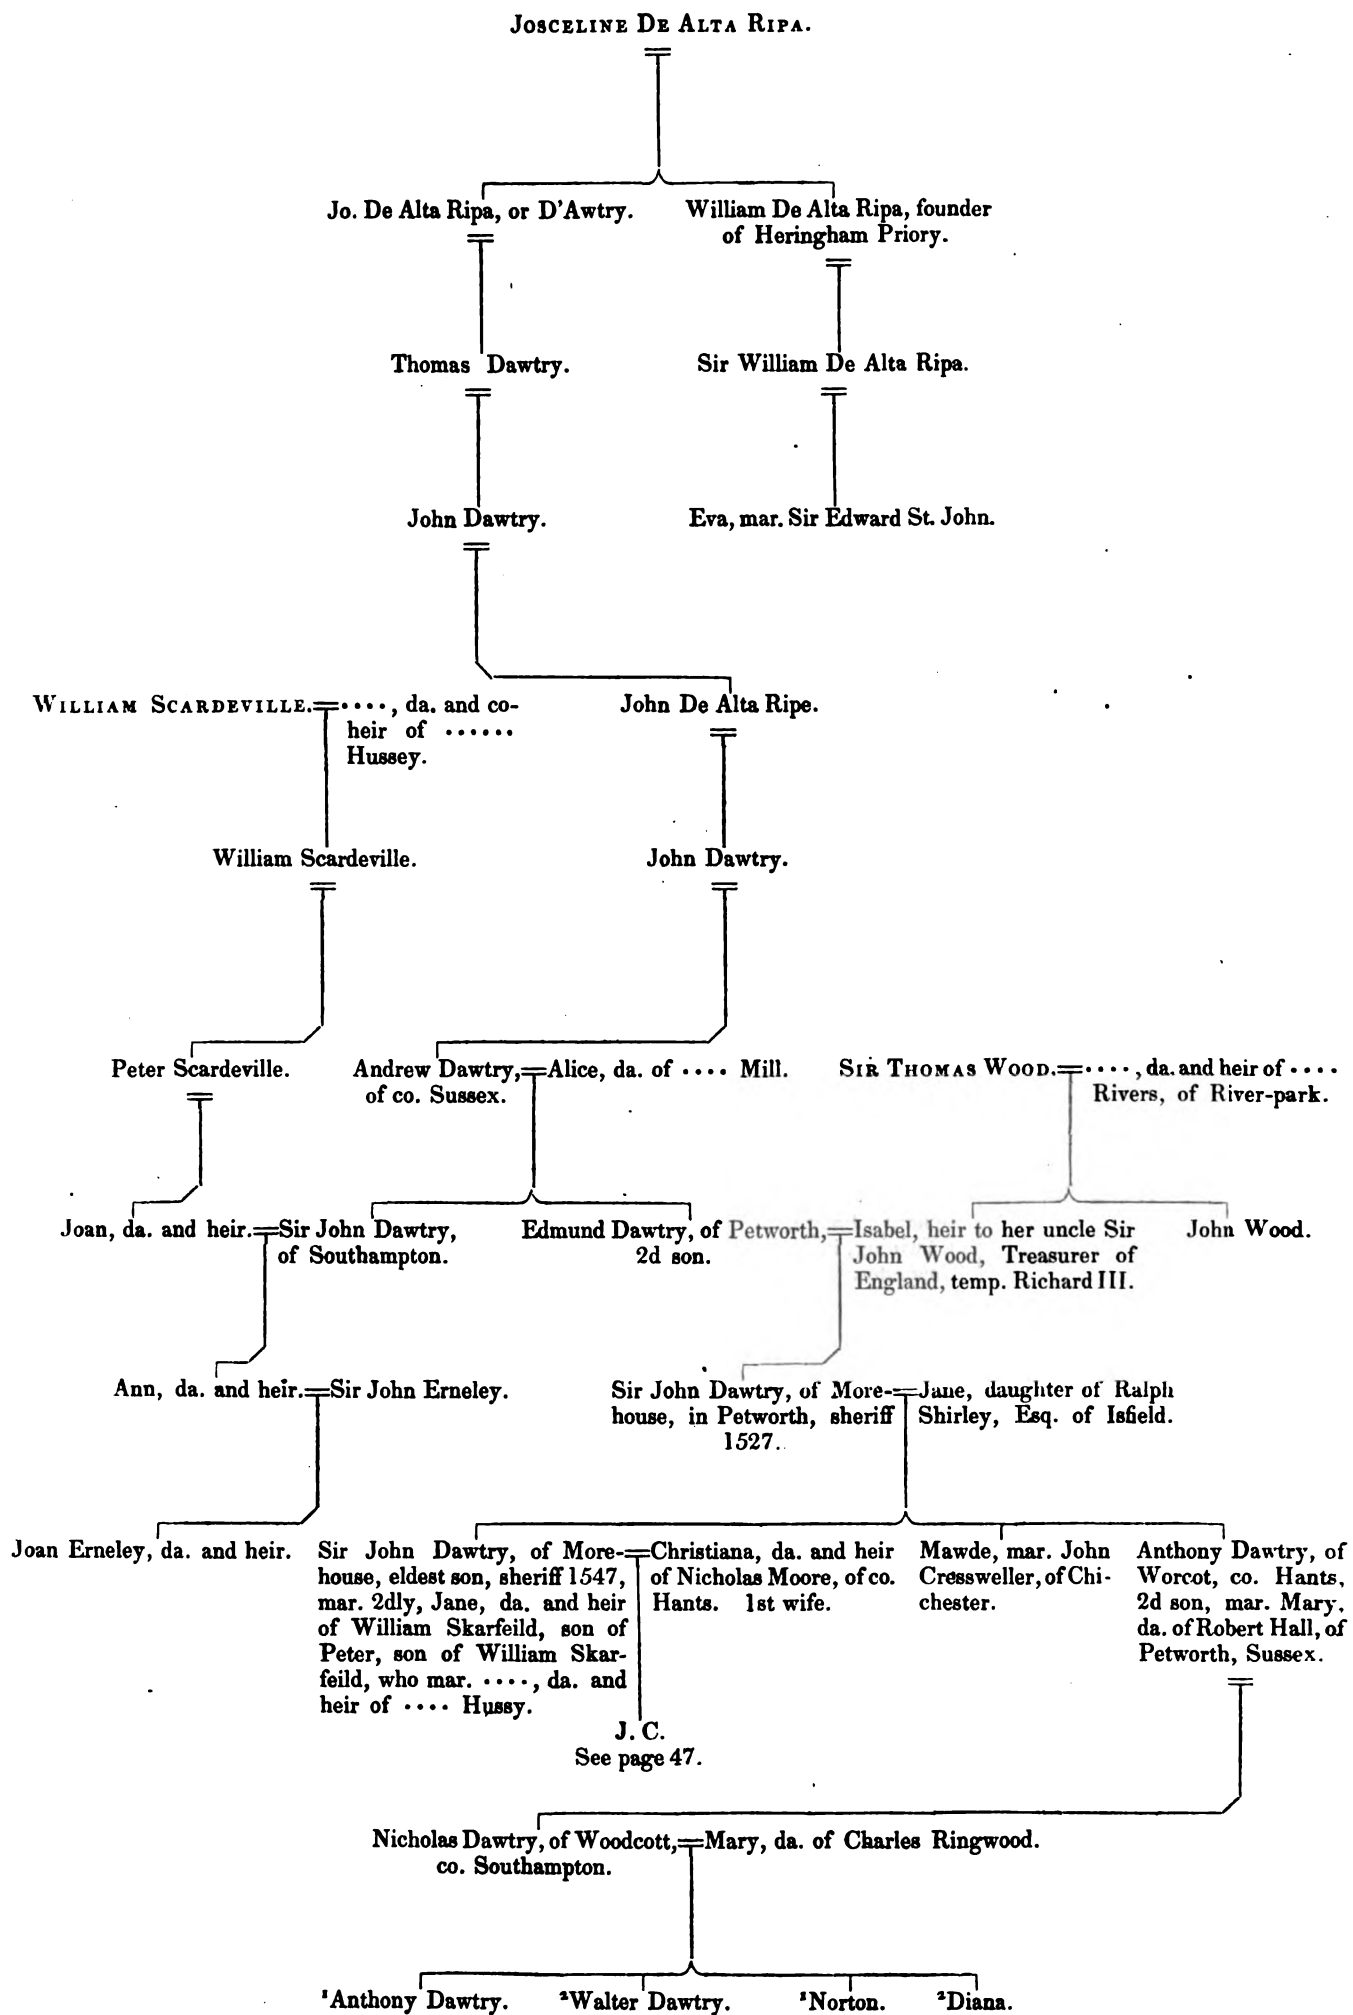 JOSCELINE DE ALTA RIPA.
Jo. De Alta Ripa, or D'Awtry.
William De Alta Ripa, founder
of Heringham Priory.
Thomas Dawtry.
Sir William De Alta Ripa.
John Dawtry.
Eva, mar. Sir Edward St. John.
WILLIAM SCARDEVILLE.
····, da. and co-
heir of ······
Hussey.
John De Alta Ripe.
William Scardeville.
John Dawtry.
Peter Scardeville.
Andrew Dawtry,
of co. Sussex.
Alice, da. of ···· Mill.
SIR THOMAS WOOD.
····, da. and heir of ····
Rivers, of River-park.
Joan, da. and heir.
Sir John Dawtry,
of Southampton.
Edmund Dawtry, of Petworth,
2d son.
Isabel, heir to her uncle Sir
John Wood, Treasurer of
England, temp. Richard III.
John Wood.
Ann, da. and heir.
Sir John Erneley.
Sir John Dawtry, of More-
house, in Petworth, sheriff
1527.
Jane, daughter of Ralph
Shirley, Esq. of Isfield.
Joan Erneley, da. and heir.
Sir John Dawtry, of More-
house, eldest son, sheriff 1547,
mar. 2dly, Jane, da. and heir
of William Skarfeild, son of
Peter, son of William Skar-
feild, who mar. ····, da. and
heir of ···· Hussy.
Christiana, da. and heir
of Nicholas Moore, of co.
Hants. 1st wife.
Mawde, mar. John
Cressweller, of Chi-
chester.
Anthony Dawtry, of
Worcot, co. Hants,
2d son, mar. Mary,
da. of Robert Hall, of
Petworth, Sussex.
J. C.
See page 47.
Nicholas Dawtry, of Woodcott,
co. Southampton.
Mary, da. of Charles Ringwood.
¹Anthony Dawtry.
²Walter Dawtry.
¹Norton.
²Diana.